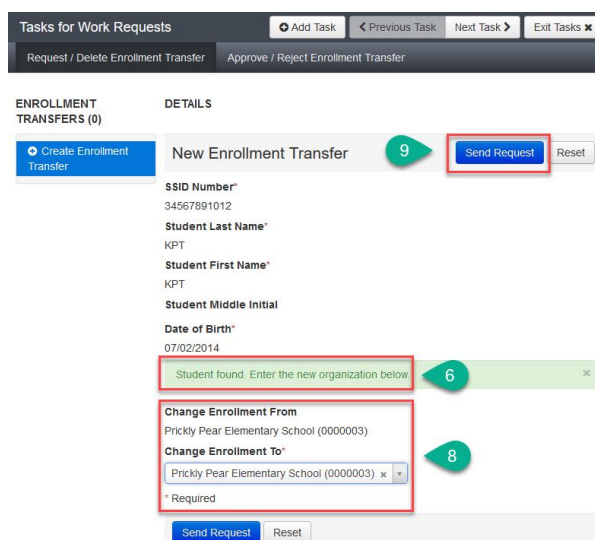 Tasks for Work Requests
Add Task
Previous Task
Next Task
Exit Tasks
Request / Delete Enrollment Transfer
Approve / Reject Enrollment Transfer
ENROLLMENT
TRANSFERS (0)
DETAILS
Create Enrollment
Transfer
New Enrollment Transfer
9
Send Request
Reset
SSID Number*
34567891012
Student Last Name*
KPT
Student First Name*
KPT
Student Middle Initial
Date of Birth*
07/02/2014
Student found. Enter the new organization below.
6
Change Enrollment From
Prickly Pear Elementary School (0000003)
Change Enrollment To*
Prickly Pear Elementary School (0000003)
8
* Required
Send Request
Reset